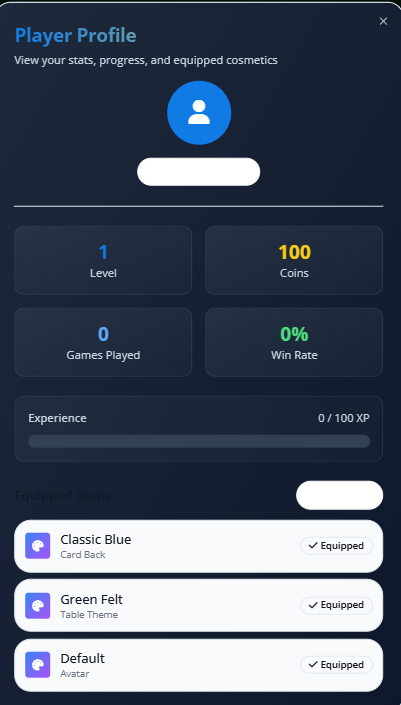 Player Profile
View your stats, progress, and equipped cosmetics
1
Level
100
Coins
0
Games Played
0%
Win Rate
Experience
0 / 100 XP
Equipped Items
Classic Blue
Card Back
Equipped
Green Felt
Table Theme
Equipped
Default
Avatar
Equipped